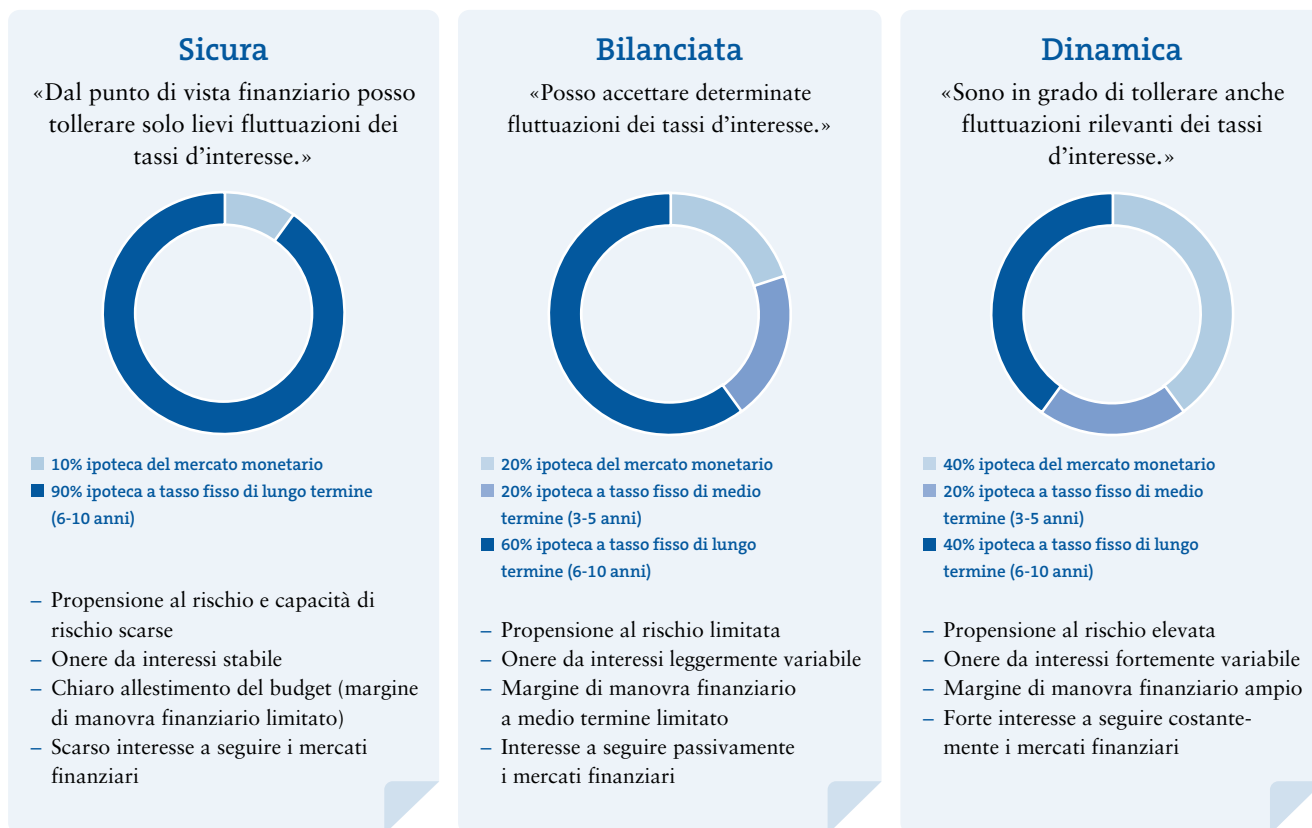 Sicura
«Dal punto di vista finanziario posso
tollerare solo lievi fluttuazioni dei
tassi d’interesse.»
10% ipoteca del mercato monetario
90% ipoteca a tasso fisso di lungo termine
(6-10 anni)
– Propensione al rischio e capacità di
rischio scarse
– Onere da interessi stabile
– Chiaro allestimento del budget (margine
di manovra finanziario limitato)
– Scarso interesse a seguire i mercati
finanziari
Bilanciata
«Posso accettare determinate
fluttuazioni dei tassi d’interesse.»
20% ipoteca del mercato monetario
20% ipoteca a tasso fisso di medio
termine (3-5 anni)
60% ipoteca a tasso fisso di lungo
termine (6-10 anni)
– Propensione al rischio limitata
– Onere da interessi leggermente variabile
– Margine di manovra finanziario
a medio termine limitato
– Interesse a seguire passivamente
i mercati finanziari
Dinamica
«Sono in grado di tollerare anche
fluttuazioni rilevanti dei tassi
d’interesse.»
40% ipoteca del mercato monetario
20% ipoteca a tasso fisso di medio
termine (3-5 anni)
40% ipoteca a tasso fisso di lungo
termine (6-10 anni)
– Propensione al rischio elevata
– Onere da interessi fortemente variabile
– Margine di manovra finanziario ampio
– Forte interesse a seguire costante-
mente i mercati finanziari